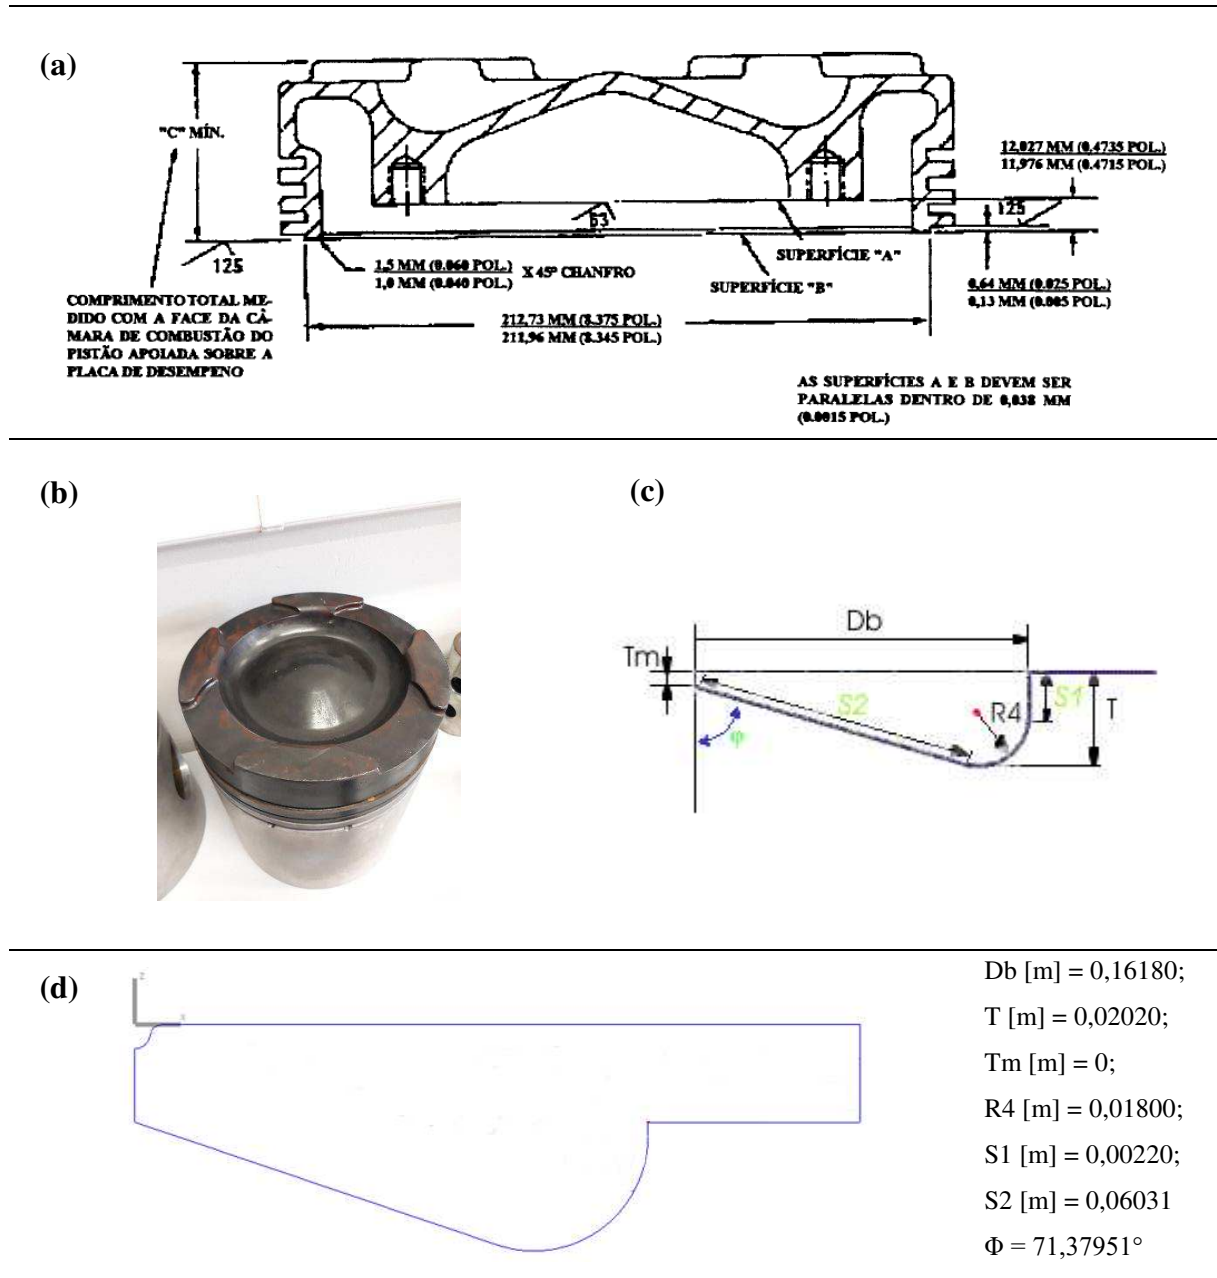 (a)
"C" MÍN.
12,027 MM (0.4735 POL.)
11,976 MM (0.4715 POL.)
125
63
125
SUPERFÍCIE "A"
1,5 MM (0.060 POL.)
1,0 MM (0.040 POL.)
X 45º CHANFRO
SUPERFÍCIE "B"
0,64 MM (0.025 POL.)
0,13 MM (0.005 POL.)
COMPRIMENTO TOTAL ME-
DIDO COM A FACE DA CÂ-
MARA DE COMBUSTÃO DO
PISTÃO APOIADA SOBRE A
PLACA DE DESEMPENO
212,73 MM (8.375 POL.)
211,96 MM (8.345 POL.)
AS SUPERFÍCIES A E B DEVEM SER
PARALELAS DENTRO DE 0,038 MM
(0.0015 POL.)
(b)
(c)
Db
Tm
S2
R4
S1
T
φ
(d)
z
x
Db [m] = 0,16180;
T [m] = 0,02020;
Tm [m] = 0;
R4 [m] = 0,01800;
S1 [m] = 0,00220;
S2 [m] = 0,06031
Φ = 71,37951°